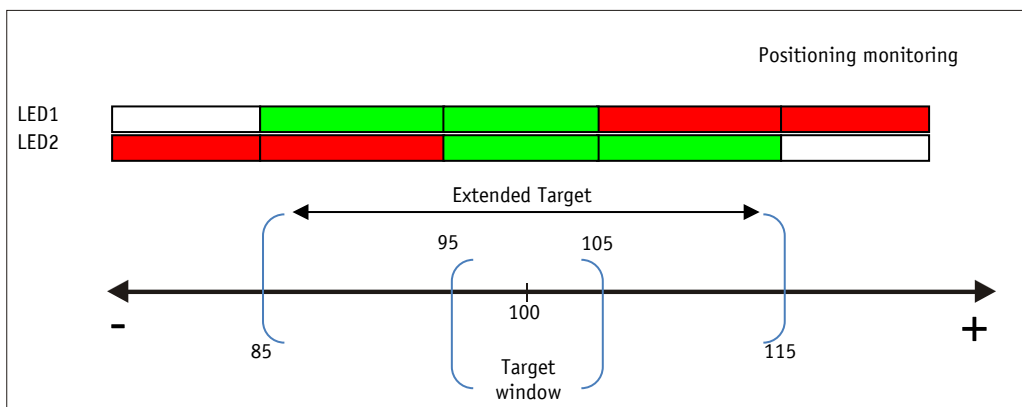 Positioning monitoring
LED1
LED2
Extended Target
95
105
100
-
+
85
115
Target
window